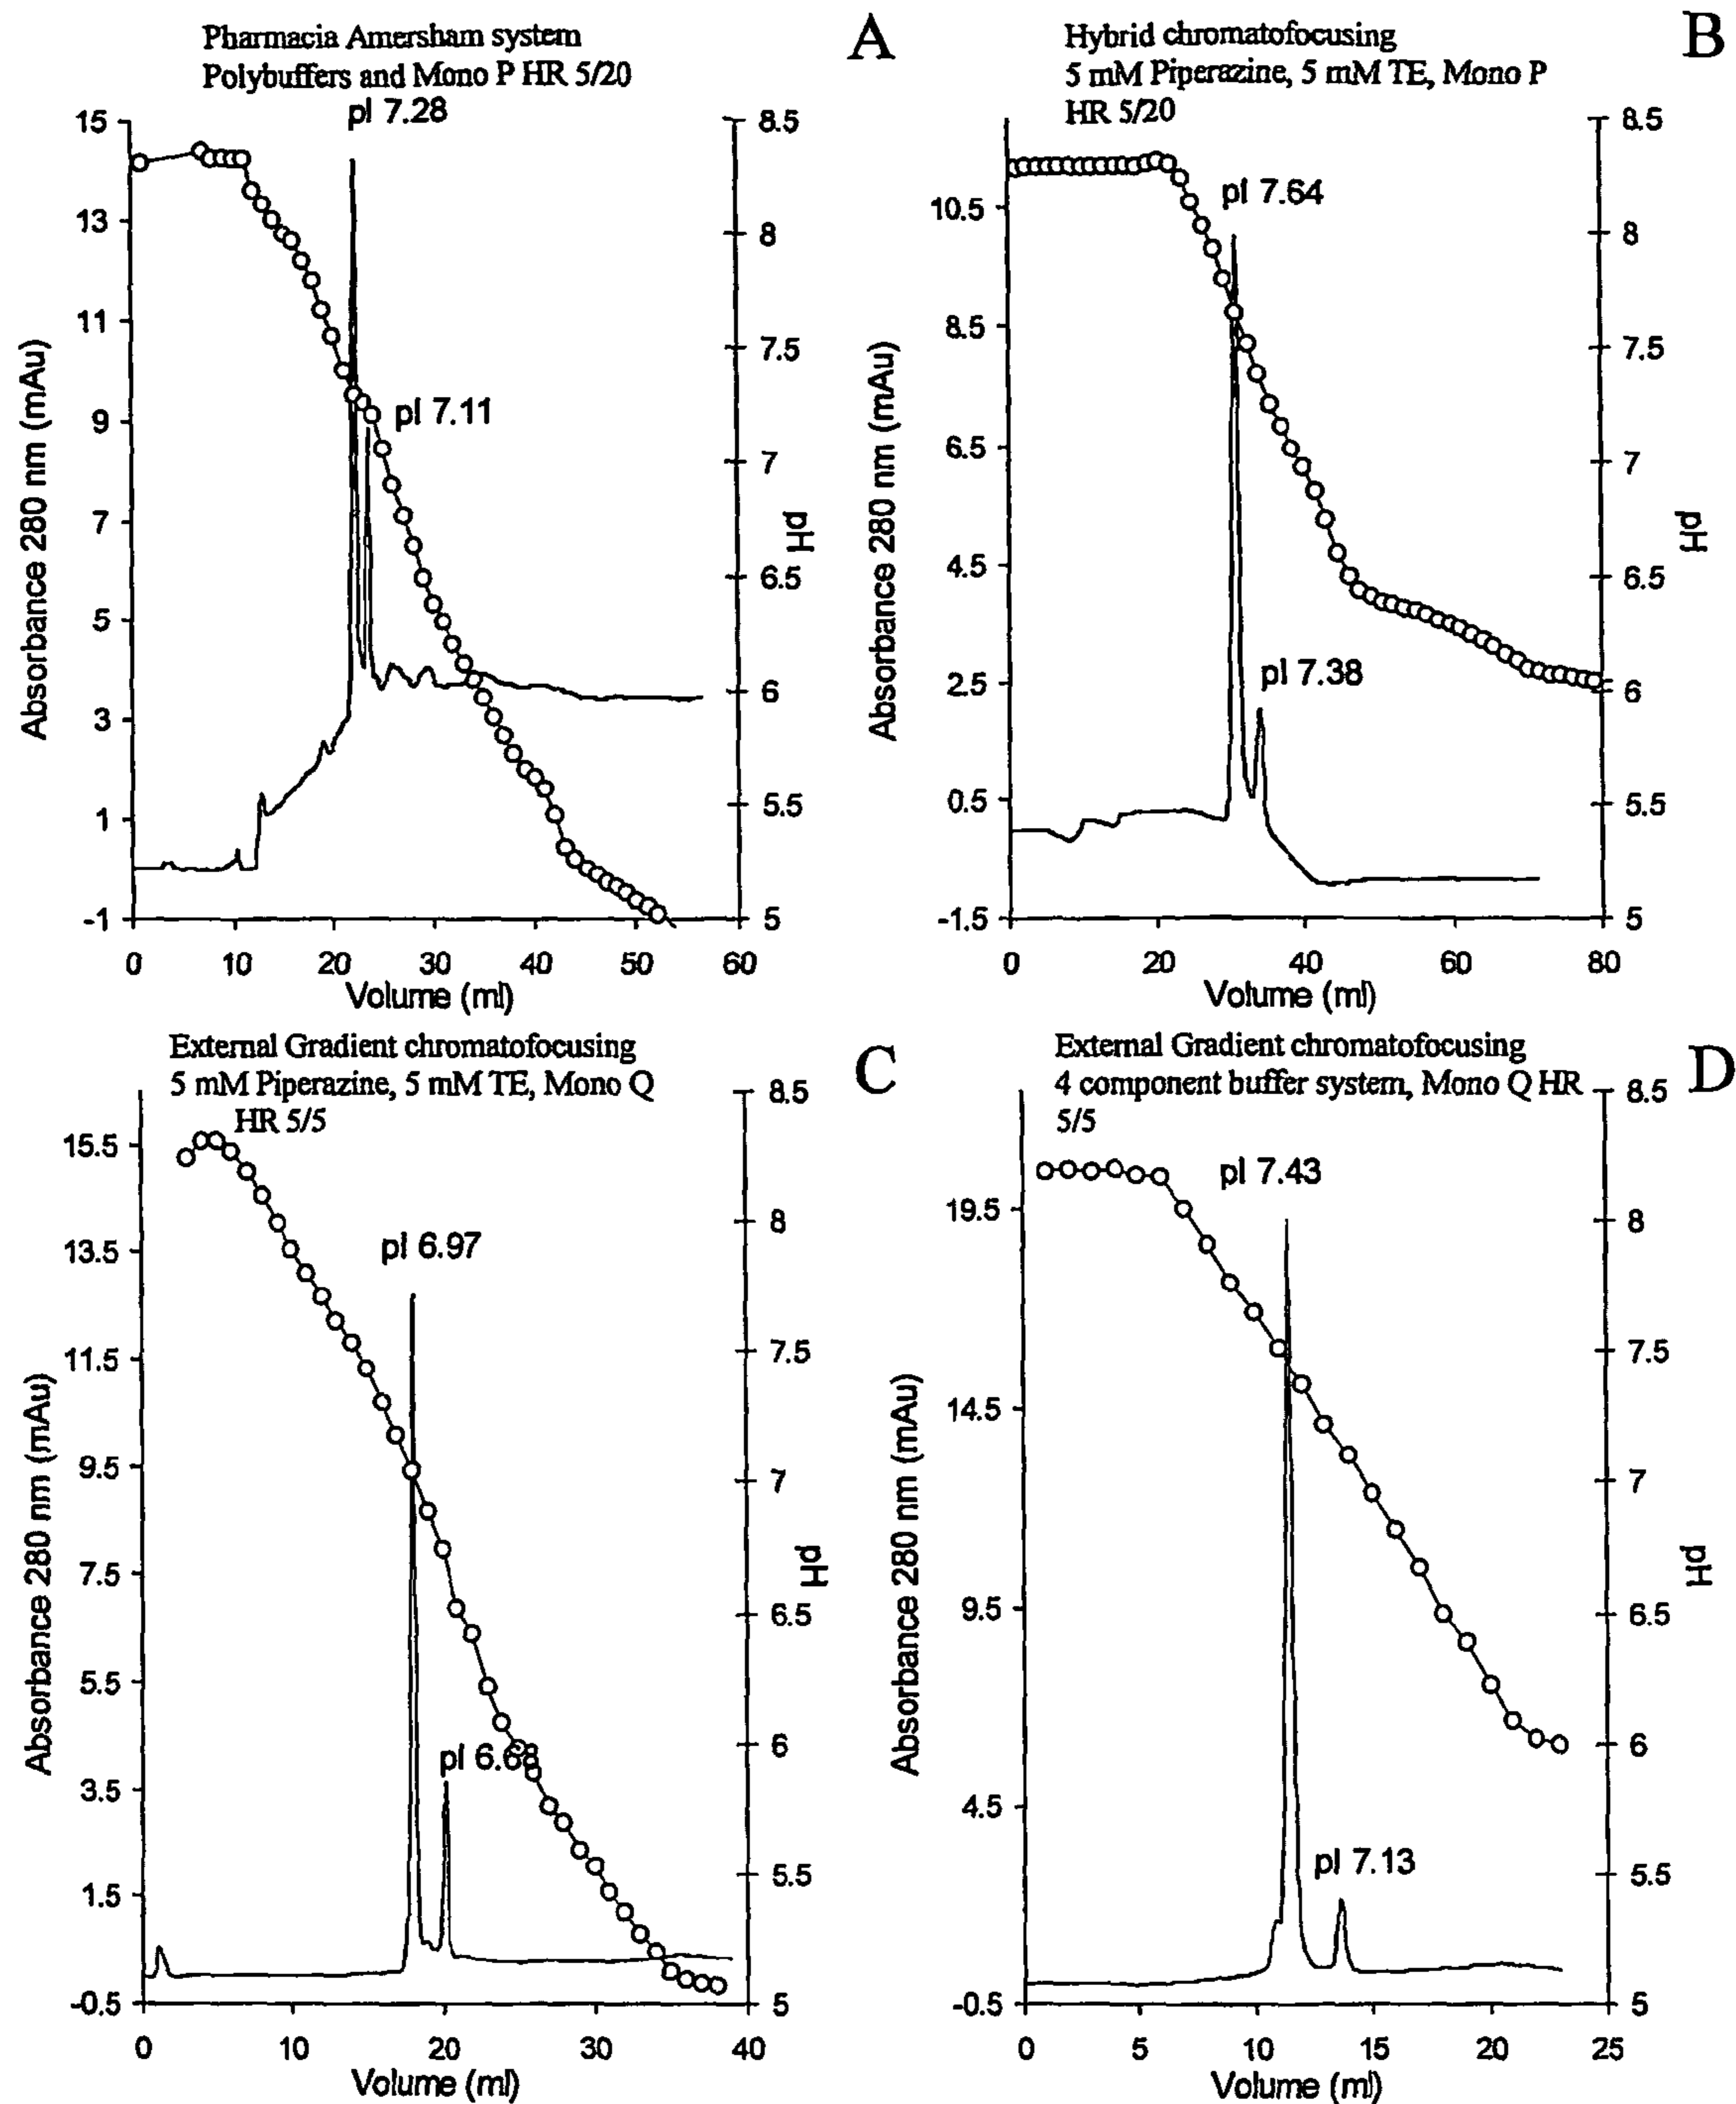 Pharmacia Amersham system
Polybuffers and Mono P HR 5/20
A
pI 7.28
pI 7.11
15
13
11
9
7
5
3
1
-1
Absorbance 280 nm (mAu)
8.5
8
7.5
7
6.5
6
5.5
5
pH
0 10 20 30 40 50 60
Volume (ml)
Hybrid chromatofocusing
5 mM Piperazine, 5 mM TE, Mono P
HR 5/20
B
pI 7.64
pI 7.38
10.5
8.5
6.5
4.5
2.5
0.5
-1.5
Absorbance 280 nm (mAu)
8.5
8
7.5
7
6.5
6
5.5
5
pH
0 20 40 60 80
Volume (ml)
External Gradient chromatofocusing
5 mM Piperazine, 5 mM TE, Mono Q
HR 5/5
C
pI 6.97
pI 6.68
15.5
13.5
11.5
9.5
7.5
5.5
3.5
1.5
-0.5
Absorbance 280 nm (mAu)
8.5
8
7.5
7
6.5
6
5.5
5
pH
0 10 20 30 40
Volume (ml)
External Gradient chromatofocusing
4 component buffer system, Mono Q HR
5/5
D
pI 7.43
pI 7.13
19.5
14.5
9.5
4.5
-0.5
Absorbance 280 nm (mAu)
8.5
8
7.5
7
6.5
6
5.5
5
pH
0 5 10 15 20 25
Volume (ml)